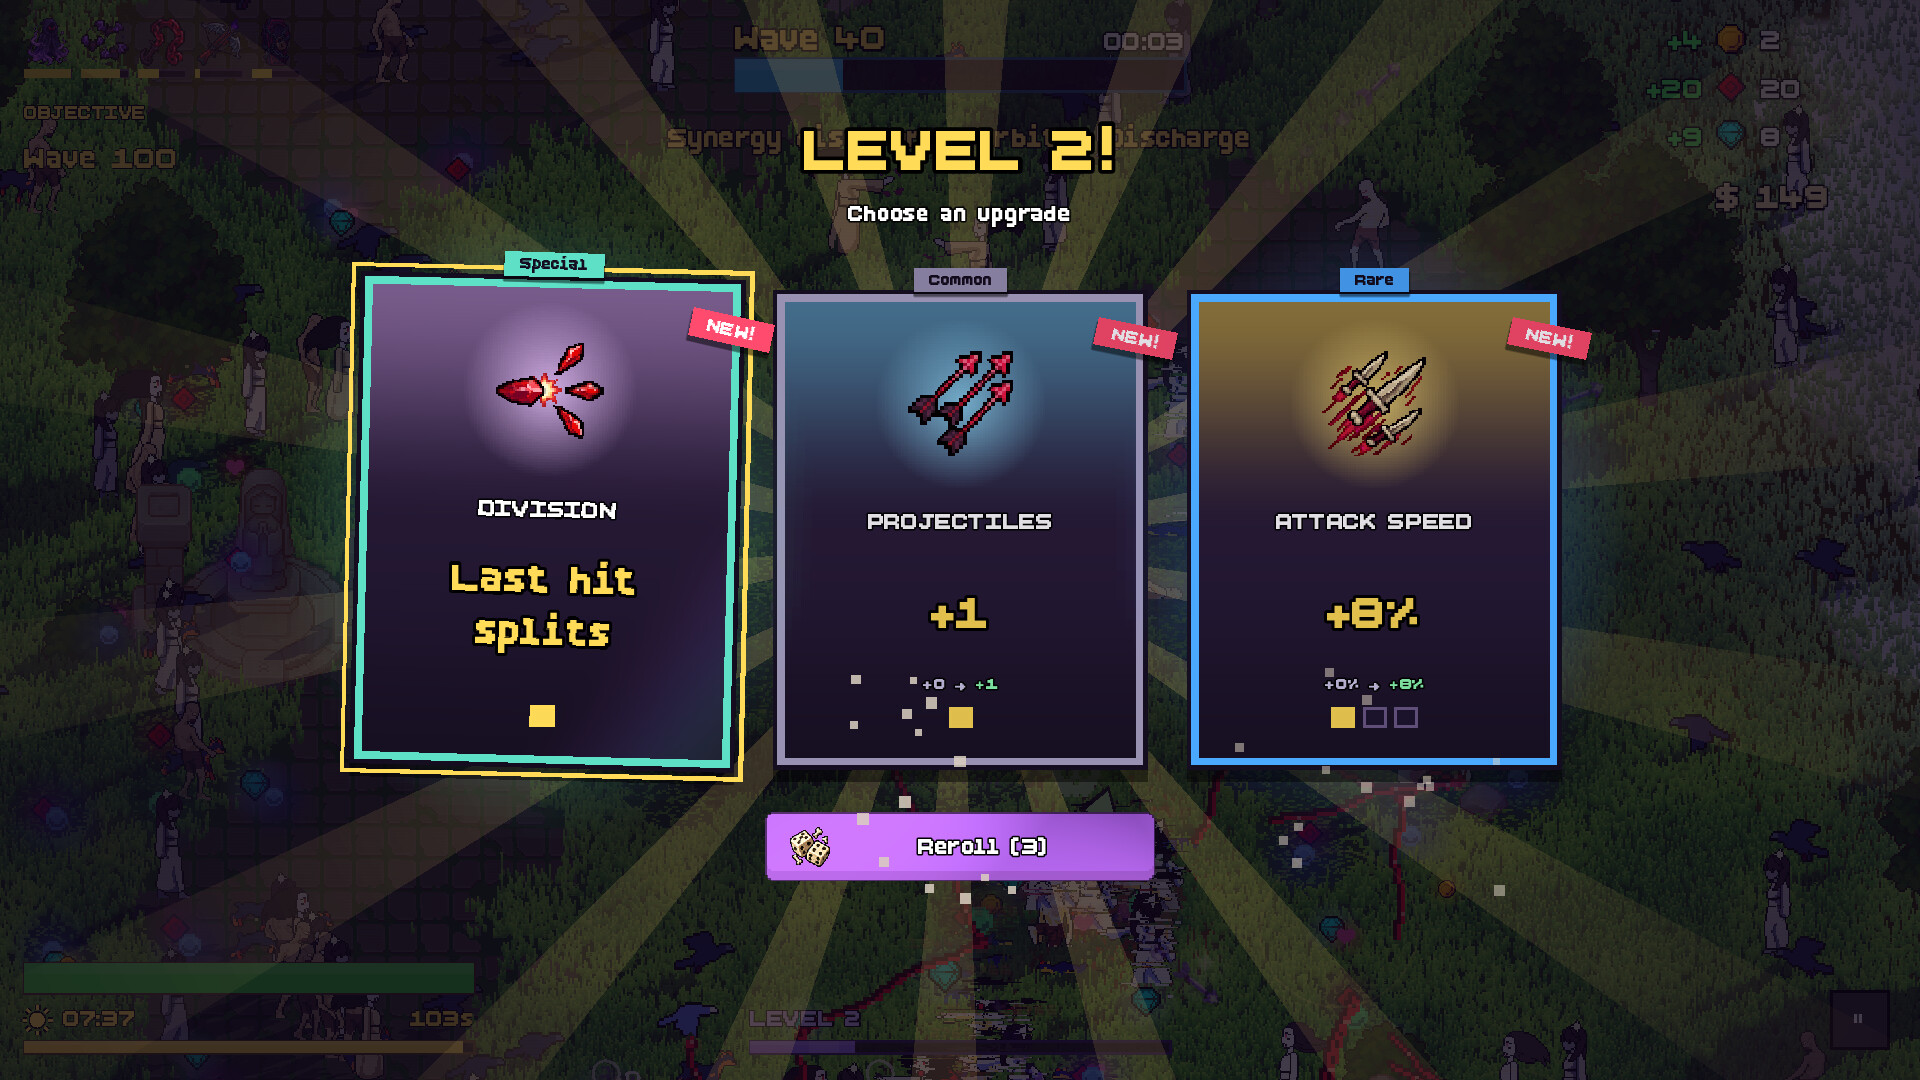 Wave 40
00:03
+4 2
OBJECTIVE
+20 20
Wave 100
+9 8
Synergy Discharge
LEVEL 2!
$ 149
Choose an upgrade
Special
NEW!
DIVISION
Last hit
splits
Common
NEW!
PROJECTILES
+1
+0 → +1
Rare
NEW!
ATTACK SPEED
+8%
+0% → +8%
Reroll (3)
07:37
103s
LEVEL 2